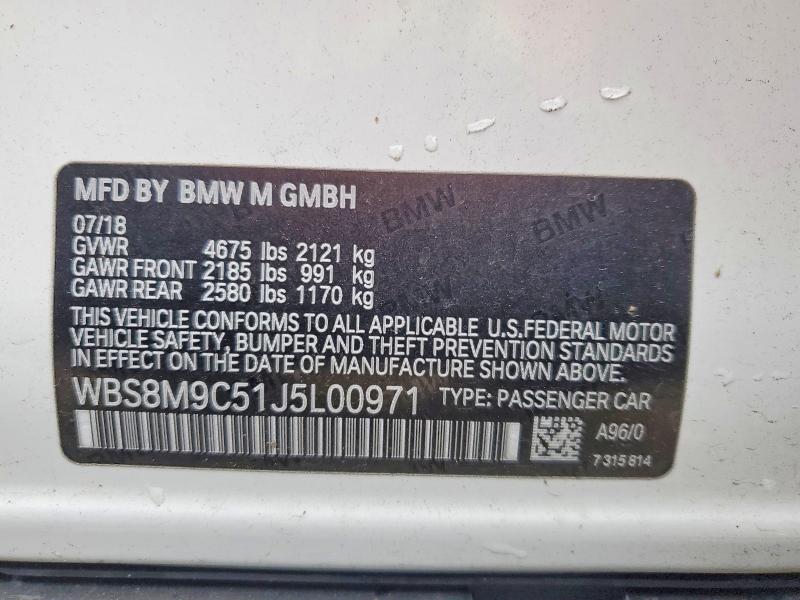 MFD BY BMW M GMBH
07/18
GVWR 4675 lbs 2121 kg
GAWR FRONT 2185 lbs 991 kg
GAWR REAR 2580 lbs 1170 kg
THIS VEHICLE CONFORMS TO ALL APPLICABLE U.S.FEDERAL MOTOR
VEHICLE SAFETY, BUMPER AND THEFT PREVENTION STANDARDS
IN EFFECT ON THE DATE OF MANUFACTURE SHOWN ABOVE.
WBS8M9C51J5L00971 TYPE: PASSENGER CAR
A96/0
7 315 814
BMW
BMW